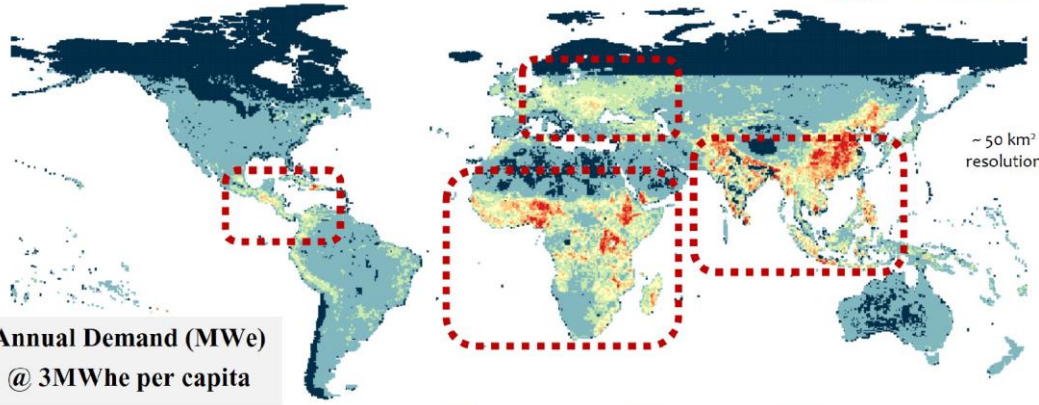 ~ 50 km²
resolution
Annual Demand (MWe)
@ 3MWhe per capita